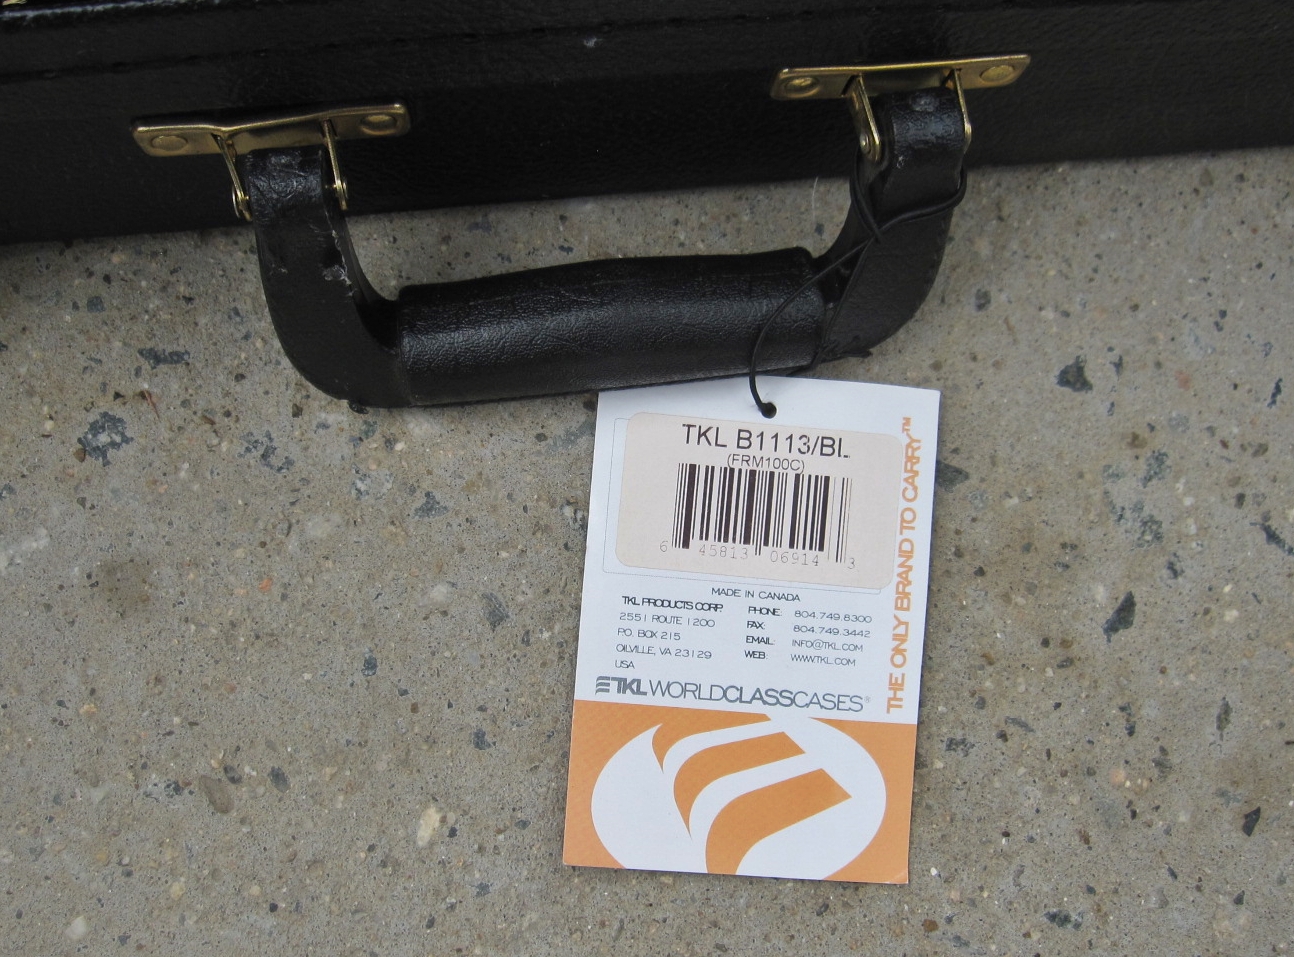 TKL B1113/BL
(FRM100C)
6 45813 06914 3
MADE IN CANADA
TKL PRODUCTS CORP.
2551 ROUTE 1200
P.O. BOX 215
OILVILLE, VA 23129
USA
PHONE: 804.749.8300
FAX: 804.749.3442
EMAIL: INFO@TKL.COM
WEB: WWW.TKL.COM
TKL WORLDCLASSCASES®
THE ONLY BRAND TO CARRY™